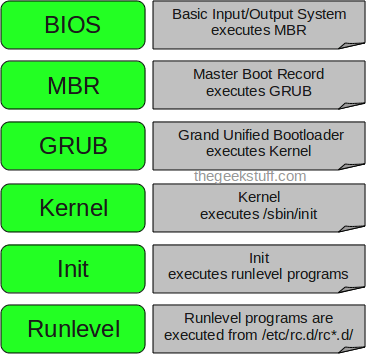 BIOS
Basic Input/Output System
executes MBR
MBR
Master Boot Record
executes GRUB
GRUB
Grand Unified Bootloader
executes Kernel
thegeekstuff.com
Kernel
Kernel
executes /sbin/init
Init
Init
executes runlevel programs
Runlevel
Runlevel programs are
executed from /etc/rc.d/rc*.d/